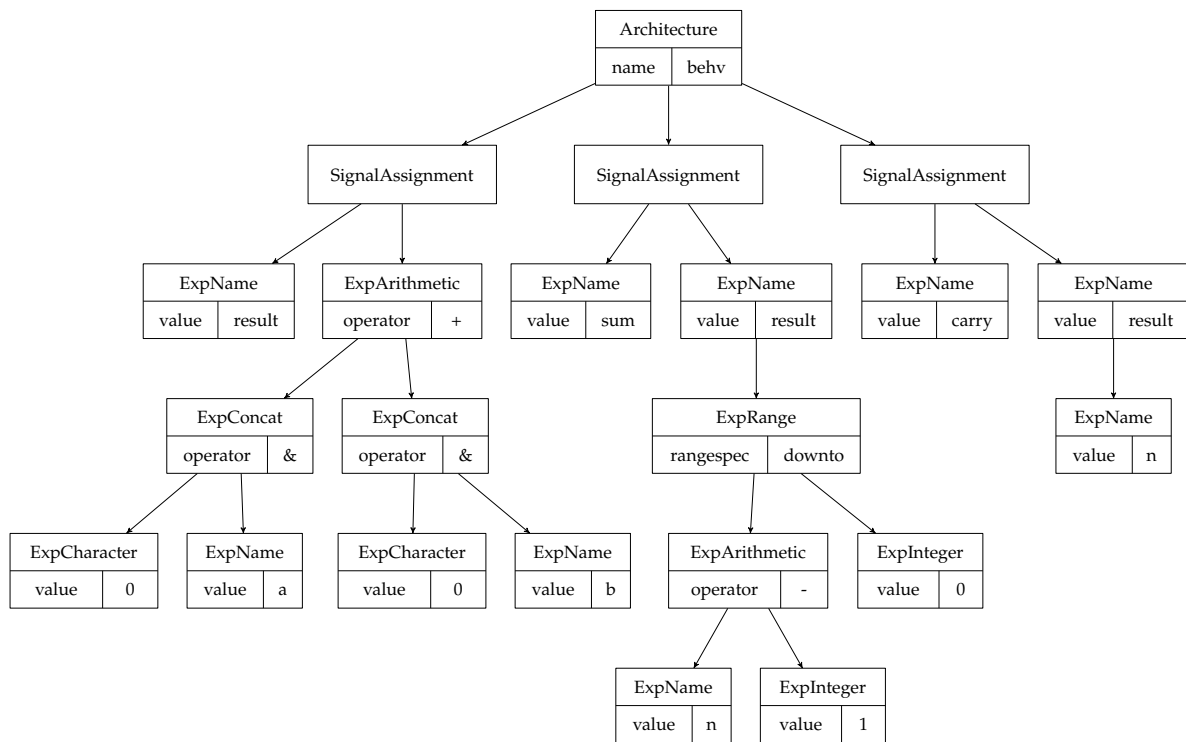 Architecture
name behv
SignalAssignment SignalAssignment SignalAssignment
ExpName ExpArithmetic ExpName ExpName ExpName ExpName
value result operator + value sum value result value carry value result
ExpConcat ExpConcat ExpRange ExpName
operator & operator & rangespec downto value n
ExpCharacter ExpName ExpCharacter ExpName ExpArithmetic ExpInteger
value 0 value a value 0 value b operator - value 0
ExpName ExpInteger
value n value 1